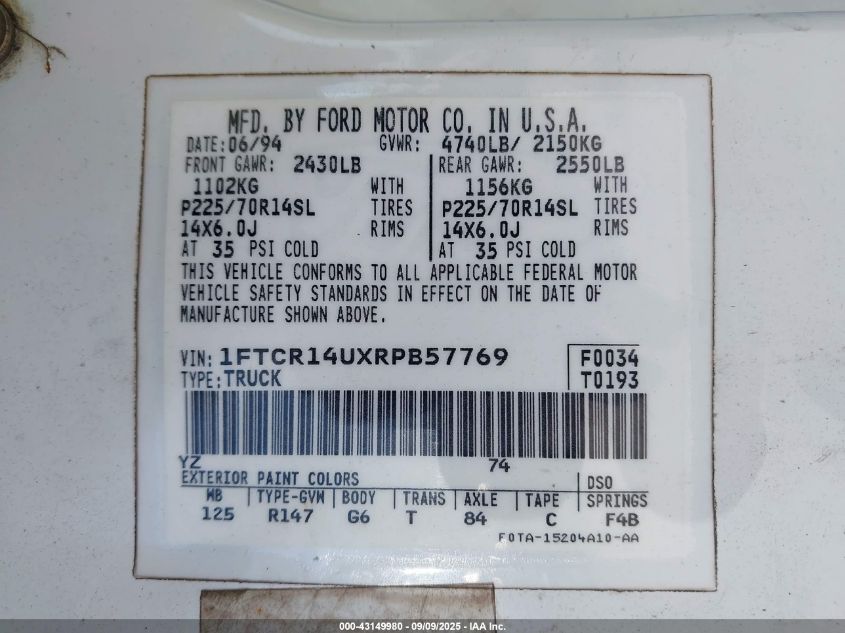 MFD. BY FORD MOTOR CO. IN U.S.A.
DATE: 06/94 GVWR: 4740LB/ 2150KG
FRONT GAWR: 2430LB REAR GAWR: 2550LB
1102KG WITH 1156KG WITH
P225/70R14SL TIRES P225/70R14SL TIRES
14X6.0J RIMS 14X6.0J RIMS
AT 35 PSI COLD AT 35 PSI COLD
THIS VEHICLE CONFORMS TO ALL APPLICABLE FEDERAL MOTOR
VEHICLE SAFETY STANDARDS IN EFFECT ON THE DATE OF
MANUFACTURE SHOWN ABOVE.
VIN: 1FTCR14UXRPB57769 F0034
TYPE: TRUCK T0193
YZ 74
EXTERIOR PAINT COLORS DSO
WB TYPE-GVW BODY TRANS AXLE TAPE SPRINGS
125 R147 G6 T 84 C F4B
F0TA-15204A10-AA
000-43149980 - 09/09/2025 - IAA Inc.